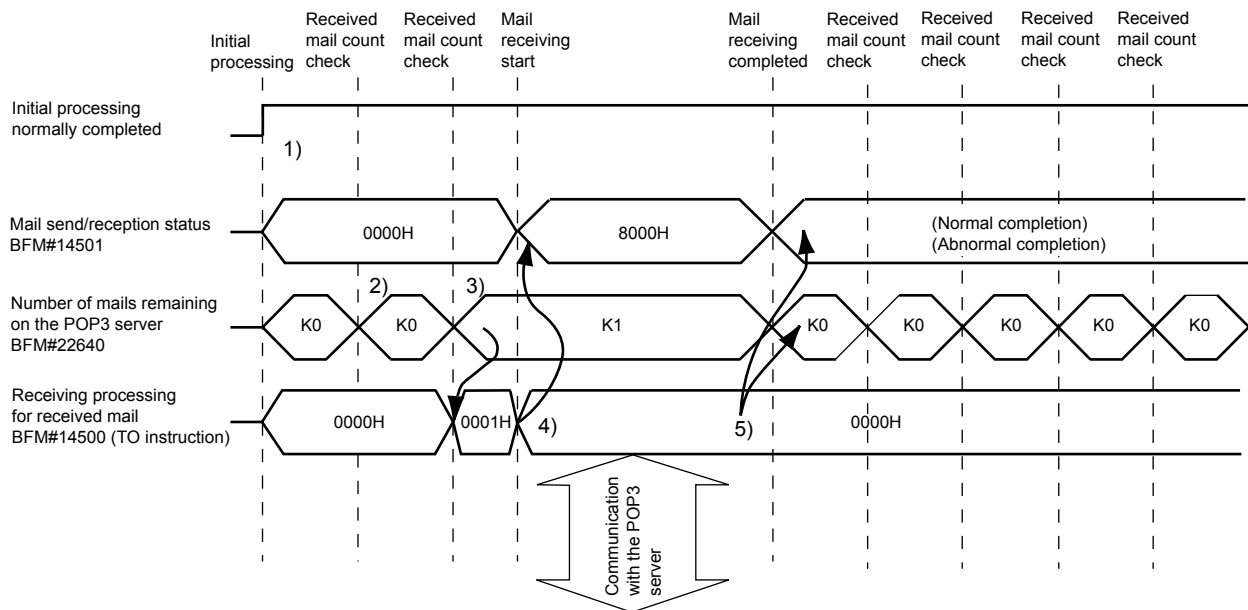 Initial
processing
Received
mail count
check
Received
mail count
check
Mail
receiving
start
Mail
receiving
completed
Received
mail count
check
Received
mail count
check
Received
mail count
check
Received
mail count
check
Initial processing
normally completed
1)
Mail send/reception status
BFM#14501
0000H
8000H
(Normal completion)
(Abnormal completion)
Number of mails remaining
on the POP3 server
BFM#22640
2)
3)
K0
K0
K1
K0
K0
K0
K0
K0
Receiving processing
for received mail
BFM#14500 (TO instruction)
0000H
0001H
4)
5)
0000H
Communication
with the POP3
server